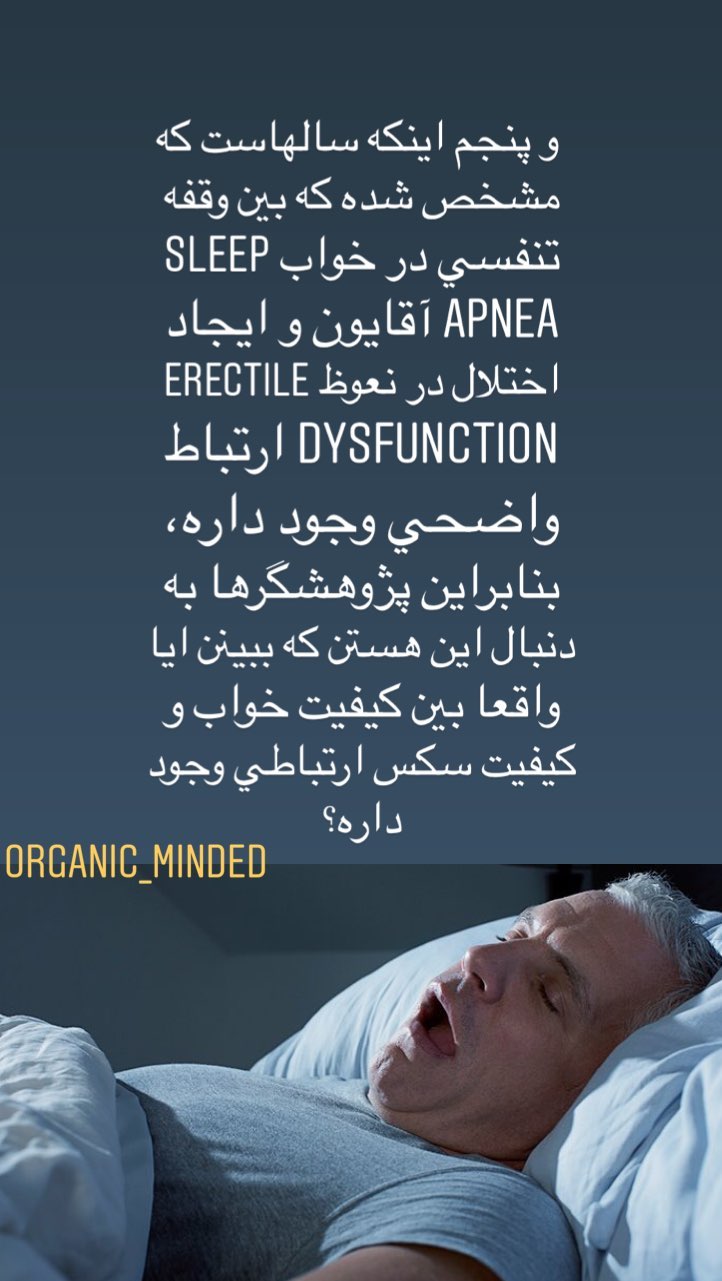 و پنجم اینکه سالهاست که
مشخص شده که بین وقفه
تنفسي در خواب SLEEP
APNEA آقایون و ایجاد
اختلال در نعوظ ERECTILE
DYSFUNCTION ارتباط
واضحي وجود داره،
بنابراین پژوهشگرها به
دنبال این هستن که ببینن ایا
واقعا بین کیفیت خواب و
کیفیت سکس ارتباطي وجود
داره؟
ORGANIC_MINDED